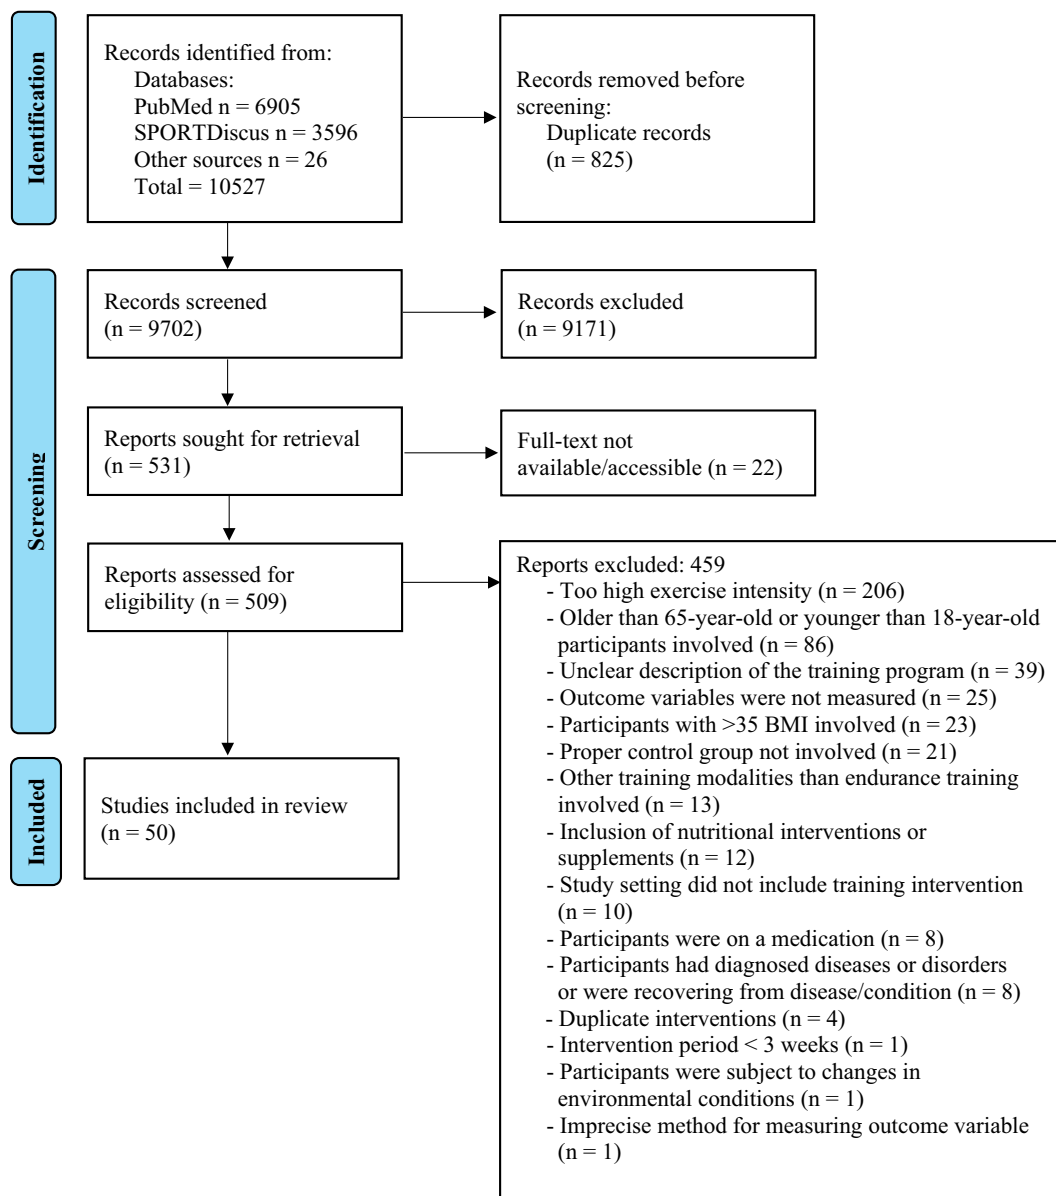 Identification
Records identified from:
Databases:
PubMed n = 6905
SPORTDiscus n = 3596
Other sources n = 26
Total = 10527
Records removed before
screening:
Duplicate records
(n = 825)
Screening
Records screened
(n = 9702)
Records excluded
(n = 9171)
Reports sought for retrieval
(n = 531)
Full-text not
available/accessible (n = 22)
Reports assessed for
eligibility (n = 509)
Reports excluded: 459
- Too high exercise intensity (n = 206)
- Older than 65-year-old or younger than 18-year-old
participants involved (n = 86)
- Unclear description of the training program (n = 39)
- Outcome variables were not measured (n = 25)
- Participants with >35 BMI involved (n = 23)
- Proper control group not involved (n = 21)
- Other training modalities than endurance training
involved (n = 13)
- Inclusion of nutritional interventions or
supplements (n = 12)
- Study setting did not include training intervention
(n = 10)
- Participants were on a medication (n = 8)
- Participants had diagnosed diseases or disorders
or were recovering from disease/condition (n = 8)
- Duplicate interventions (n = 4)
- Intervention period < 3 weeks (n = 1)
- Participants were subject to changes in
environmental conditions (n = 1)
- Imprecise method for measuring outcome variable
(n = 1)
Included
Studies included in review
(n = 50)